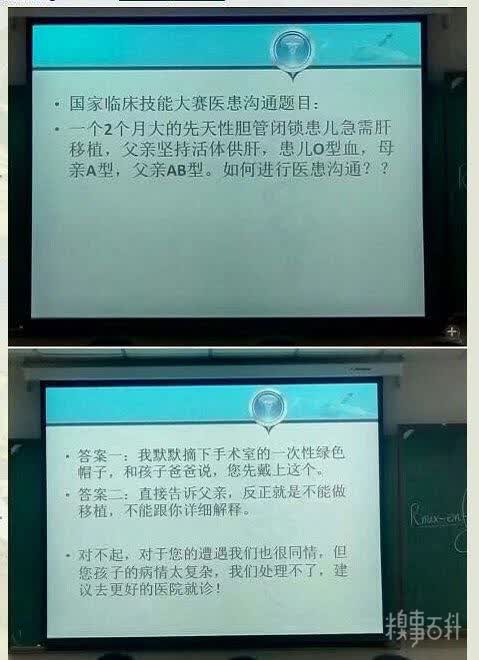 • 国家临床技能大赛医患沟通题目：
• 一个2个月大的先天性胆管闭锁患儿急需肝
移植，父亲坚持活体供肝，患儿O型血，母
亲A型，父亲AB型。如何进行医患沟通？？
• 答案一：我默默摘下手术室的一次性绿色
帽子，和孩子爸爸说，您先戴上这个。
• 答案二：直接告诉父亲，反正就是不能做
移植，不能跟你详细解释。
• 对不起，对于您的遭遇我们也很同情，但
您孩子的病情太复杂，我们处理不了，建
议去更好的医院就诊！
糗事百科